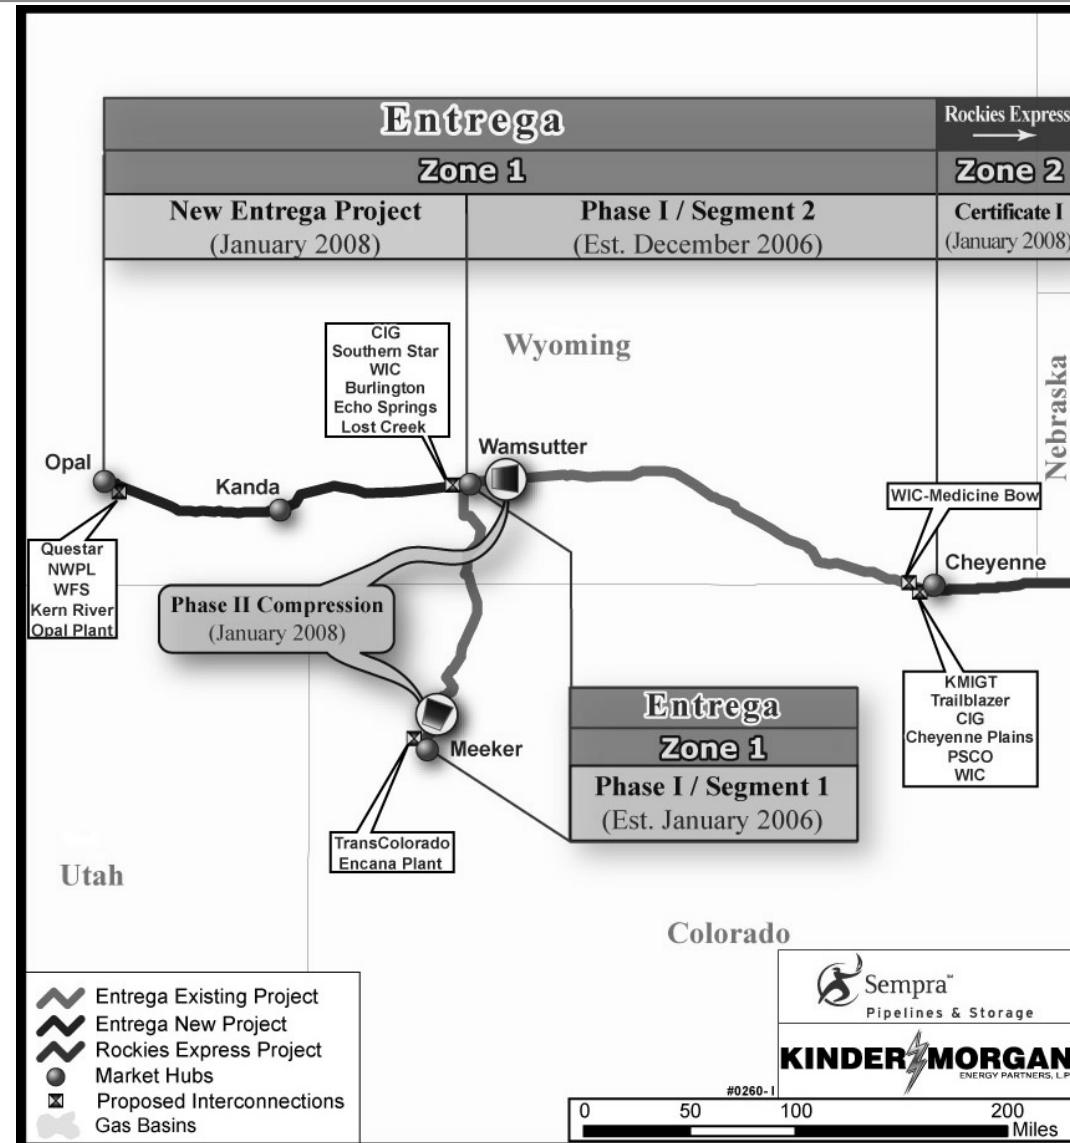 Entrega
Rockies Express
Zone 1
Zone 2
New Entrega Project
(January 2008)
Phase I / Segment 2
(Est. December 2006)
Certificate I
(January 2008)
CIG
Southern Star
WIC
Burlington
Echo Springs
Lost Creek
Wyoming
Nebraska
Opal
Kanda
Wamsutter
WIC-Medicine Bow
Cheyenne
Questar
NWPL
WFS
Kern River
Opal Plant
Phase II Compression
(January 2008)
KMIGT
Trailblazer
CIG
Cheyenne Plains
PSCO
WIC
Entrega
Zone 1
Phase I / Segment 1
(Est. January 2006)
Meeker
TransColorado
Encana Plant
Utah
Colorado
Entrega Existing Project
Entrega New Project
Rockies Express Project
Market Hubs
Proposed Interconnections
Gas Basins
Sempra℠
Pipelines & Storage
KINDER MORGAN
ENERGY PARTNERS, L.P.
#0260- I
0 50 100 200
Miles